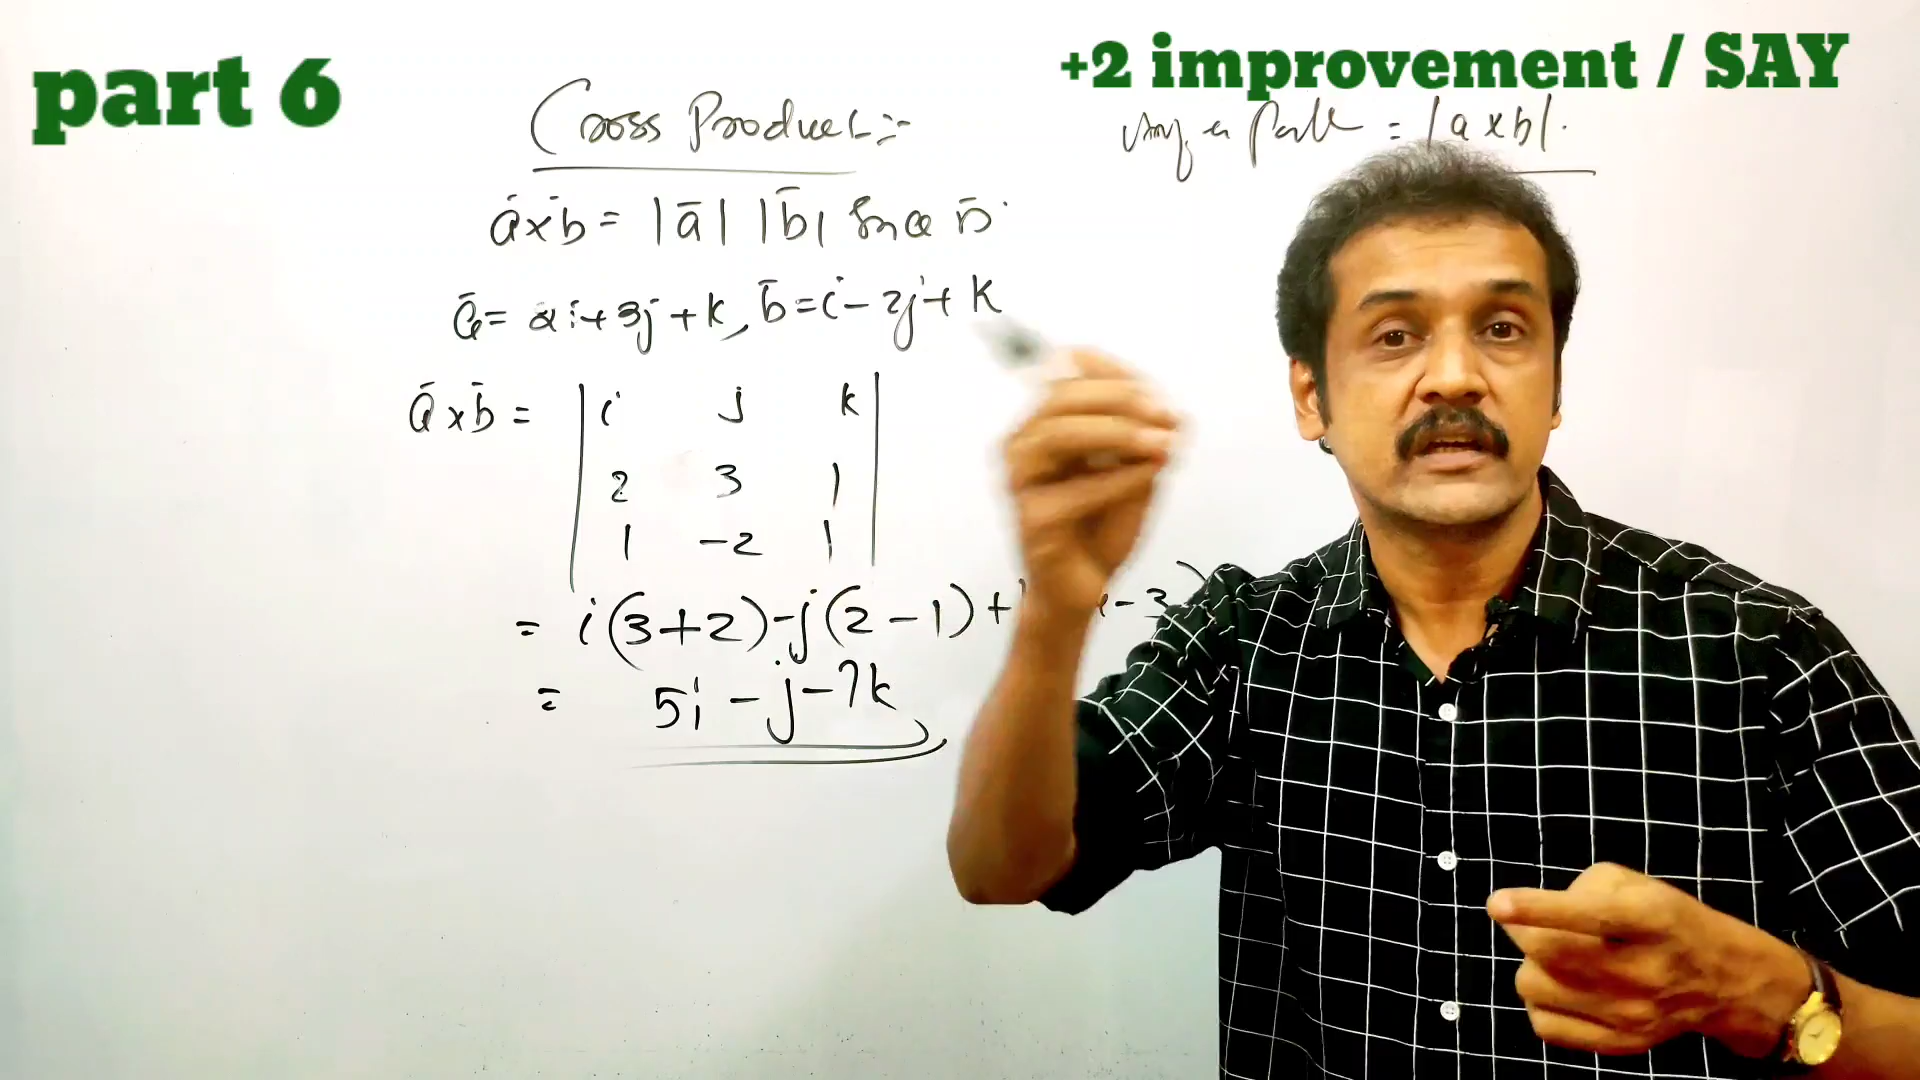 part 6
+2 improvement / SAY
Cross Product :-
= |a x b|.
a̅ x b̅ = |a̅| |b̅| sin n̅
a̅ = 2i + 3j + k, b̅ = i - 2j + k
a̅ x b̅ = | i j k |
2 3 1
1 -2 1
= i(3+2) - j(2-1) + - 3)
= 5i - j - 7k